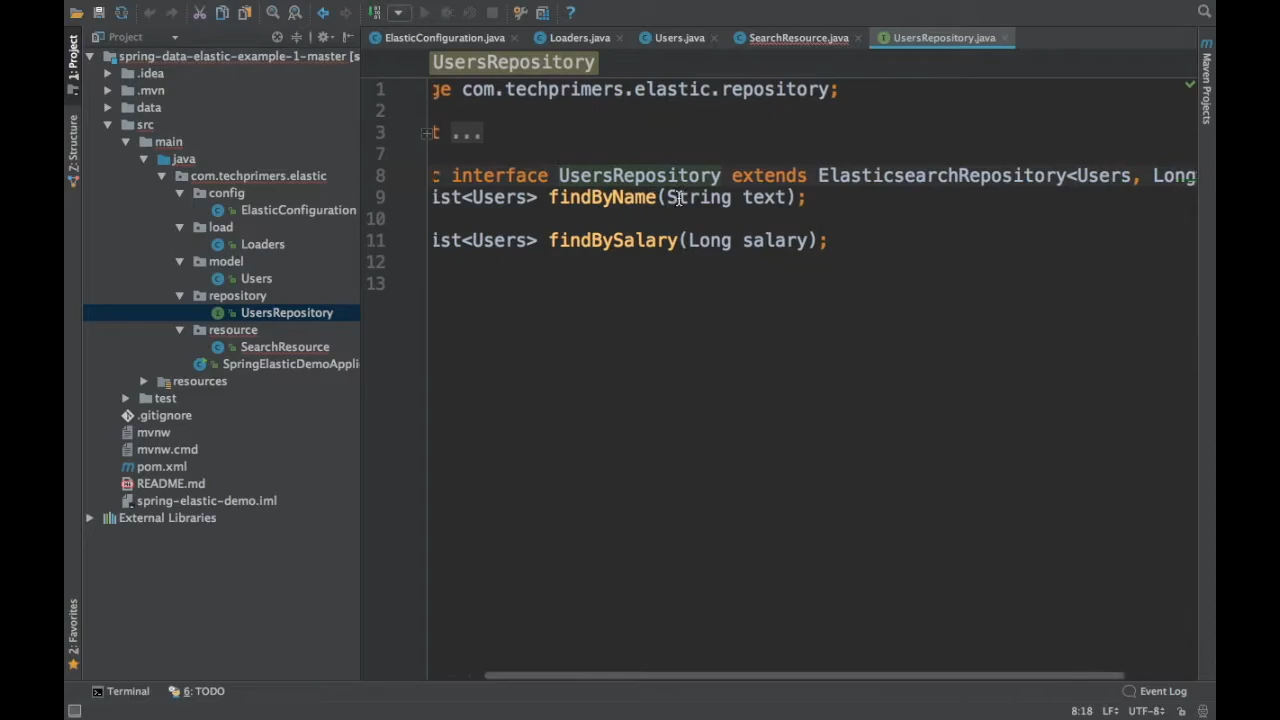 ElasticConfiguration.java Loaders.java Users.java SearchResource.java UsersRepository.java
1: Project
Z: Structure
2: Favorites
Project
spring-data-elastic-example-1-master [s
.idea
.mvn
data
src
main
java
com.techprimers.elastic
config
ElasticConfiguration
load
Loaders
model
Users
repository
UsersRepository
resource
SearchResource
SpringElasticDemoAppli
resources
test
.gitignore
mvnw
mvnw.cmd
pom.xml
README.md
spring-elastic-demo.iml
External Libraries
UsersRepository
1 ge com.techprimers.elastic.repository;
2
3 t ...
7
8 c interface UsersRepository extends ElasticsearchRepository<Users, Long
9 ist<Users> findByName(String text);
10
11 ist<Users> findBySalary(Long salary);
12
13
Maven Projects
Terminal 6: TODO Event Log
8:18 LF÷ UTF-8÷